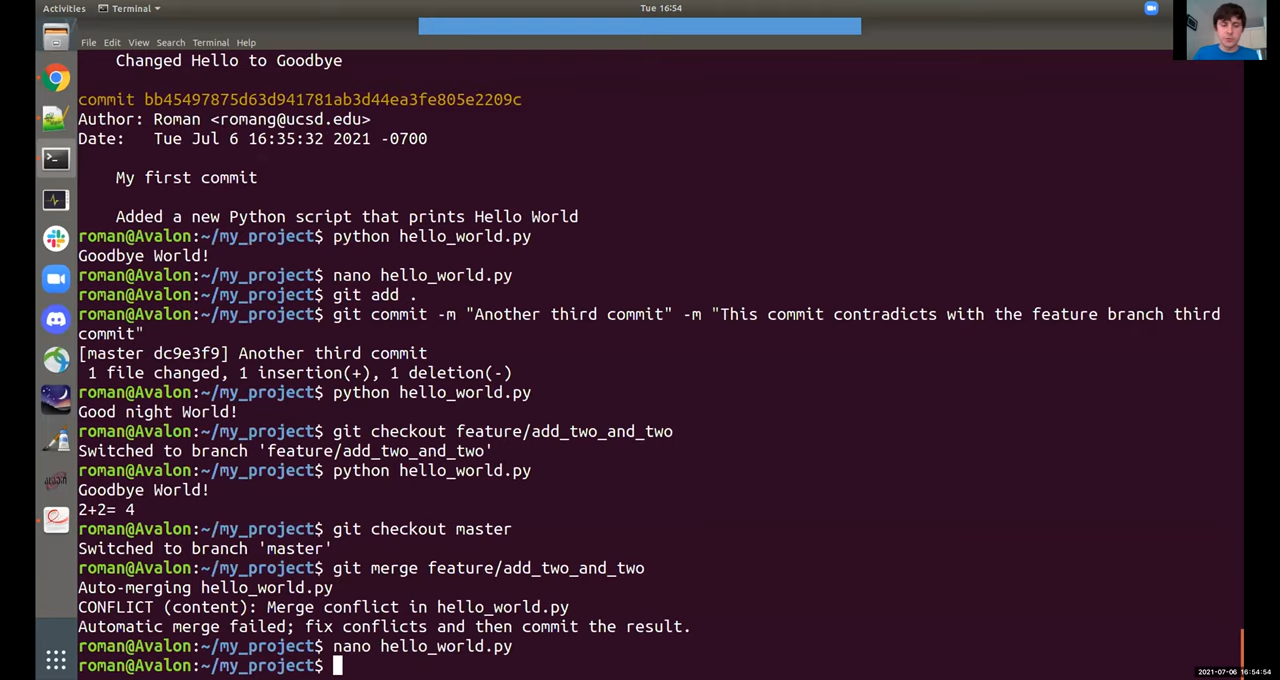 Activities Terminal Tue 16:54
File Edit View Search Terminal Help
Changed Hello to Goodbye
commit bb45497875d63d941781ab3d44ea3fe805e2209c
Author: Roman <romang@ucsd.edu>
Date:   Tue Jul 6 16:35:32 2021 -0700
My first commit
Added a new Python script that prints Hello World
roman@Avalon:~/my_project$ python hello_world.py
Goodbye World!
roman@Avalon:~/my_project$ nano hello_world.py
roman@Avalon:~/my_project$ git add .
roman@Avalon:~/my_project$ git commit -m "Another third commit" -m "This commit contradicts with the feature branch third
commit"
[master dc9e3f9] Another third commit
1 file changed, 1 insertion(+), 1 deletion(-)
roman@Avalon:~/my_project$ python hello_world.py
Good night World!
roman@Avalon:~/my_project$ git checkout feature/add_two_and_two
Switched to branch 'feature/add_two_and_two'
roman@Avalon:~/my_project$ python hello_world.py
Goodbye World!
2+2= 4
roman@Avalon:~/my_project$ git checkout master
Switched to branch 'master'
roman@Avalon:~/my_project$ git merge feature/add_two_and_two
Auto-merging hello_world.py
CONFLICT (content): Merge conflict in hello_world.py
Automatic merge failed; fix conflicts and then commit the result.
roman@Avalon:~/my_project$ nano hello_world.py
roman@Avalon:~/my_project$
2021-07-06 16:54:54